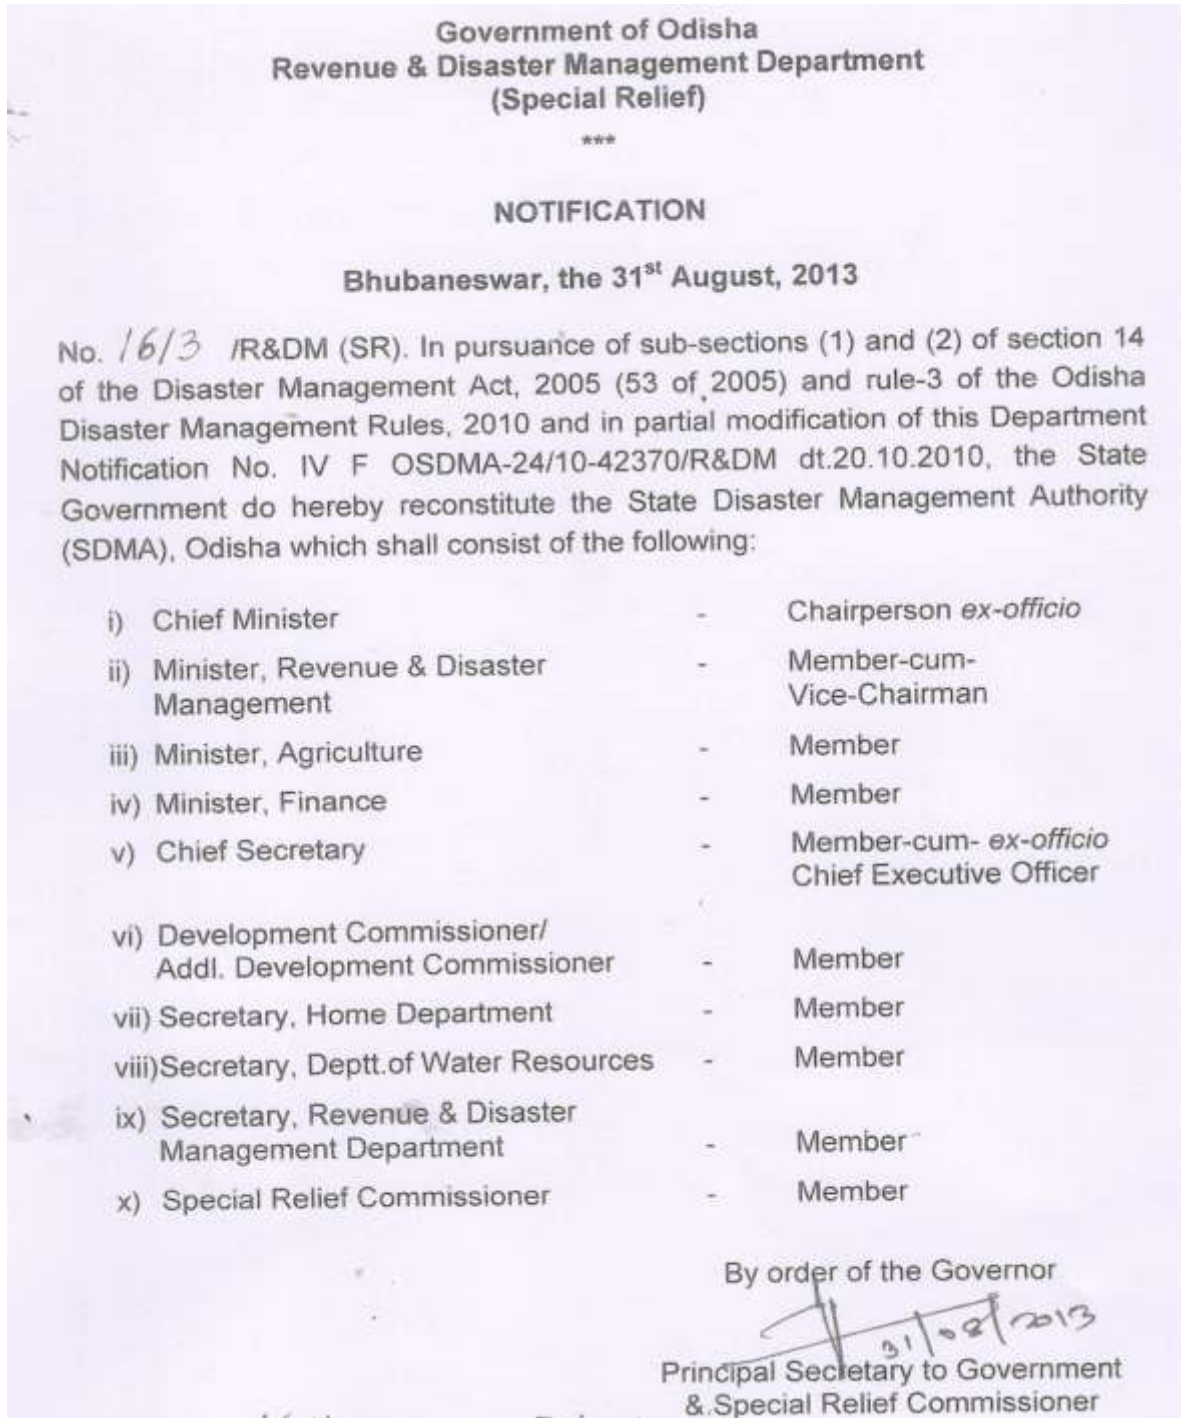 Government of Odisha
Revenue & Disaster Management Department
(Special Relief)
***
NOTIFICATION
Bhubaneswar, the 31st August, 2013
No. 1613 /R&DM (SR). In pursuance of sub-sections (1) and (2) of section 14
of the Disaster Management Act, 2005 (53 of 2005) and rule-3 of the Odisha
Disaster Management Rules, 2010 and in partial modification of this Department
Notification No. IV F OSDMA-24/10-42370/R&DM dt.20.10.2010, the State
Government do hereby reconstitute the State Disaster Management Authority
(SDMA), Odisha which shall consist of the following:
i) Chief Minister - Chairperson ex-officio
ii) Minister, Revenue & Disaster - Member-cum-
Management Vice-Chairman
iii) Minister, Agriculture - Member
iv) Minister, Finance - Member
v) Chief Secretary - Member-cum- ex-officio
Chief Executive Officer
vi) Development Commissioner/
Addl. Development Commissioner - Member
vii) Secretary, Home Department - Member
viii) Secretary, Deptt.of Water Resources - Member
ix) Secretary, Revenue & Disaster
Management Department - Member
x) Special Relief Commissioner - Member
By order of the Governor
31/08/2013
Principal Secretary to Government
& Special Relief Commissioner